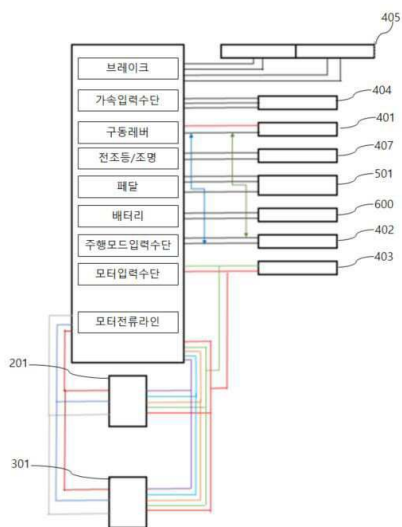 405
브레이크
가속입력수단
404
구동레버
401
전조등/조명
407
페달
501
배터리
600
주행모드입력수단
402
모터입력수단
403
모터전류라인
201
301